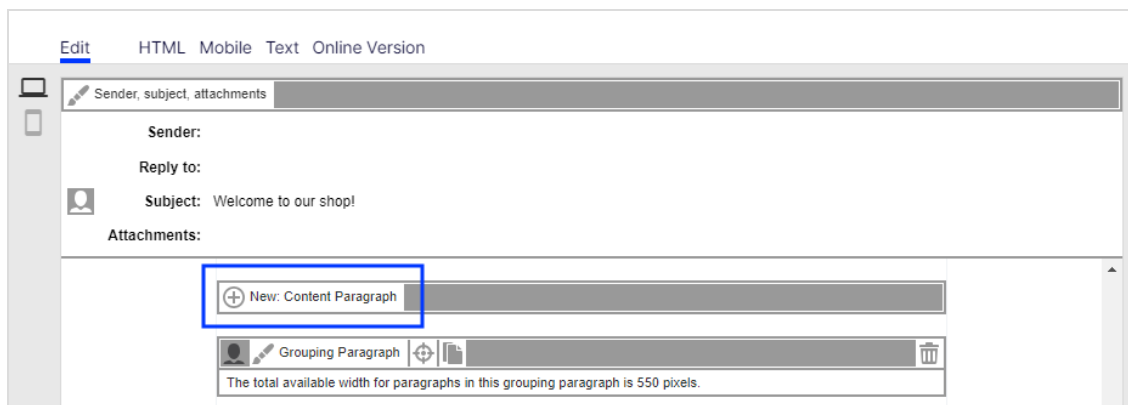 Edit HTML Mobile Text Online Version
Sender, subject, attachments
Sender:
Reply to:
Subject: Welcome to our shop!
Attachments:
New: Content Paragraph
Grouping Paragraph
The total available width for paragraphs in this grouping paragraph is 550 pixels.